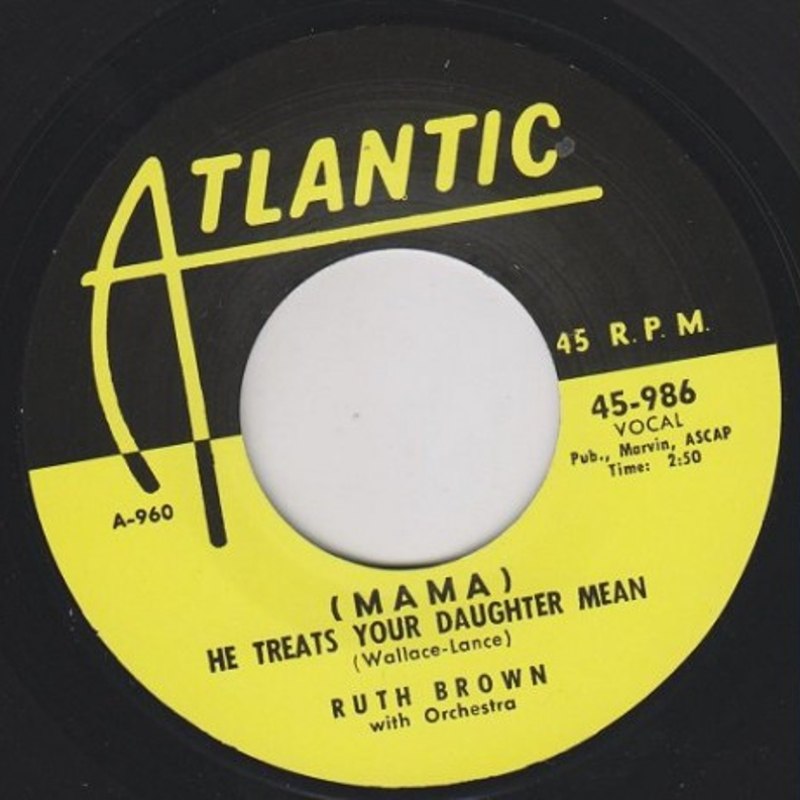 ATLANTIC
45 R.P.M.
45-986
VOCAL
Pub., Marvin, ASCAP
Time: 2:50
A-960
(MAMA)
HE TREATS YOUR DAUGHTER MEAN
(Wallace-Lance)
RUTH BROWN
with Orchestra